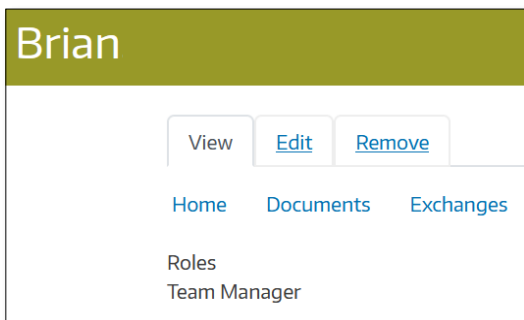 Brian
View Edit Remove
Home Documents Exchanges
Roles
Team Manager